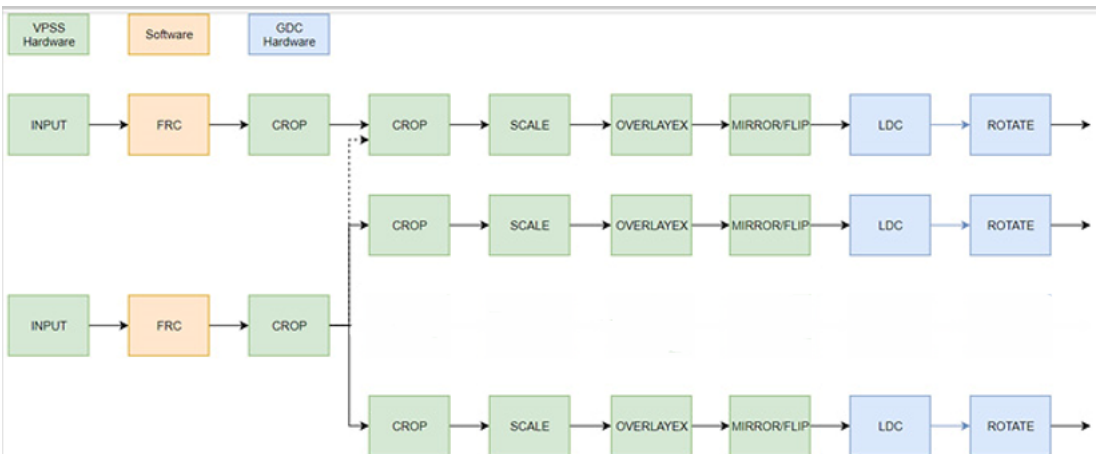 VPSS
Hardware
Software
GDC
Hardware
INPUT
FRC
CROP
CROP
SCALE
OVERLAYEX
MIRROR/FLIP
LDC
ROTATE
CROP
SCALE
OVERLAYEX
MIRROR/FLIP
LDC
ROTATE
INPUT
FRC
CROP
CROP
SCALE
OVERLAYEX
MIRROR/FLIP
LDC
ROTATE